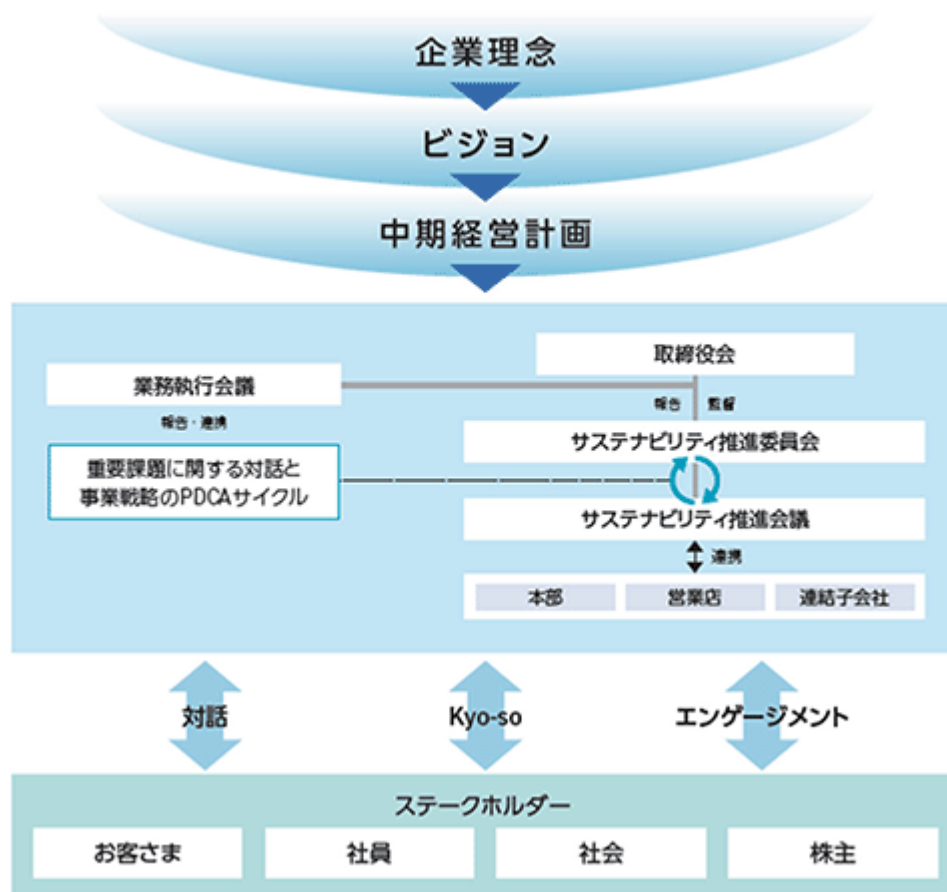 企業理念
ビジョン
中期経営計画
取締役会
業務執行会議
報告 監督
報告・連携
サステナビリティ推進委員会
重要課題に関する対話と
事業戦略のPDCAサイクル
サステナビリティ推進会議
連携
本部 営業店 連結子会社
対話 Kyo-so エンゲージメント
ステークホルダー
お客さま 社員 社会 株主